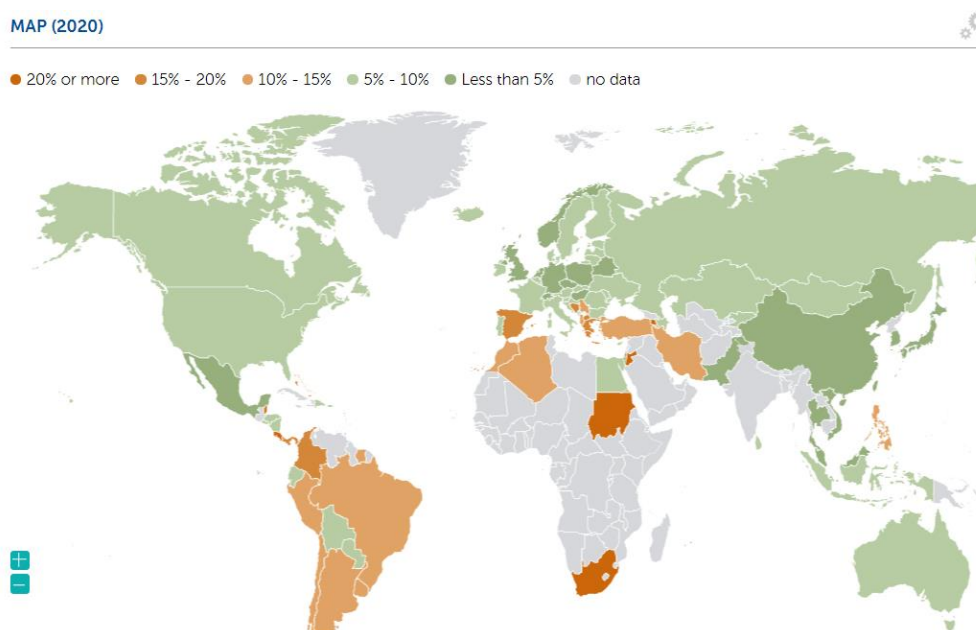 MAP (2020)
20% or more 15% - 20% 10% - 15% 5% - 10% Less than 5% no data
+
−